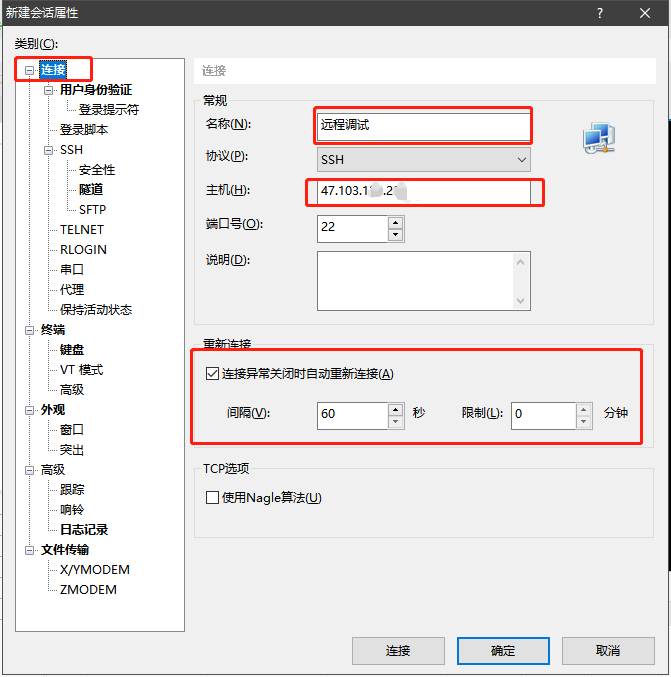 新建会话属性
类别(C):
连接
用户身份验证
登录提示符
登录脚本
SSH
安全性
隧道
SFTP
TELNET
RLOGIN
串口
代理
保持活动状态
终端
键盘
VT 模式
高级
外观
窗口
突出
高级
跟踪
响铃
日志记录
文件传输
X/YMODEM
ZMODEM
连接
常规
名称(N):
远程调试
协议(P):
SSH
主机(H):
47.103.
端口号(O):
22
说明(D):
重新连接
连接异常关闭时自动重新连接(A)
间隔(V):
60
秒
限制(L):
0
分钟
TCP选项
使用Nagle算法(U)
连接
确定
取消